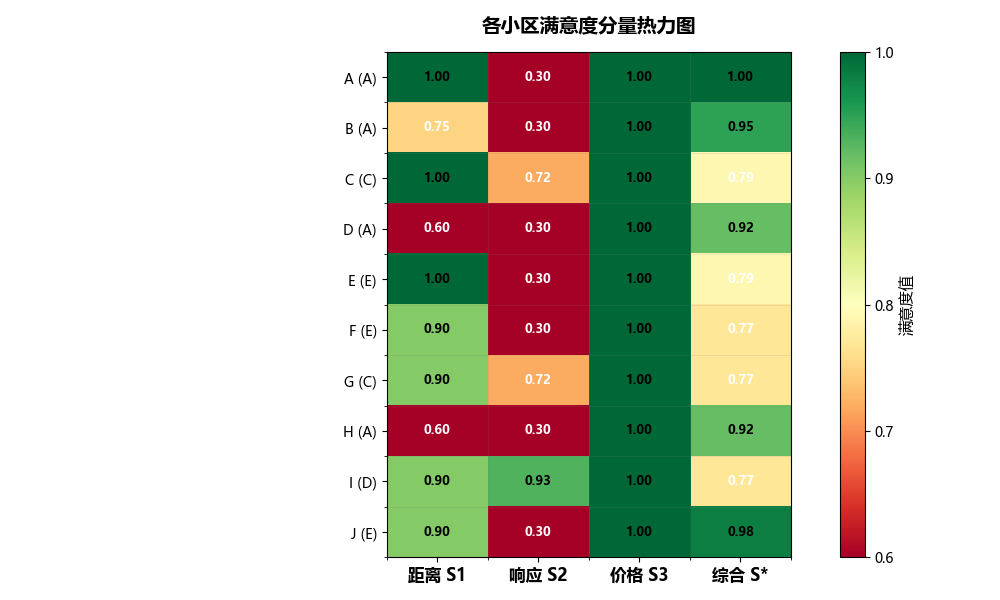 各小区满意度分量热力图
A (A) 1.00 0.30 1.00 1.00
B (A) 0.75 0.30 1.00 0.95
C (C) 1.00 0.72 1.00 0.79
D (A) 0.60 0.30 1.00 0.92
E (E) 1.00 0.30 1.00 0.79
F (E) 0.90 0.30 1.00 0.77
G (C) 0.90 0.72 1.00 0.77
H (A) 0.60 0.30 1.00 0.92
I (D) 0.90 0.93 1.00 0.77
J (E) 0.90 0.30 1.00 0.98
距离 S1 响应 S2 价格 S3 综合 S*
1.0
0.9
0.8
0.7
0.6
满意度值